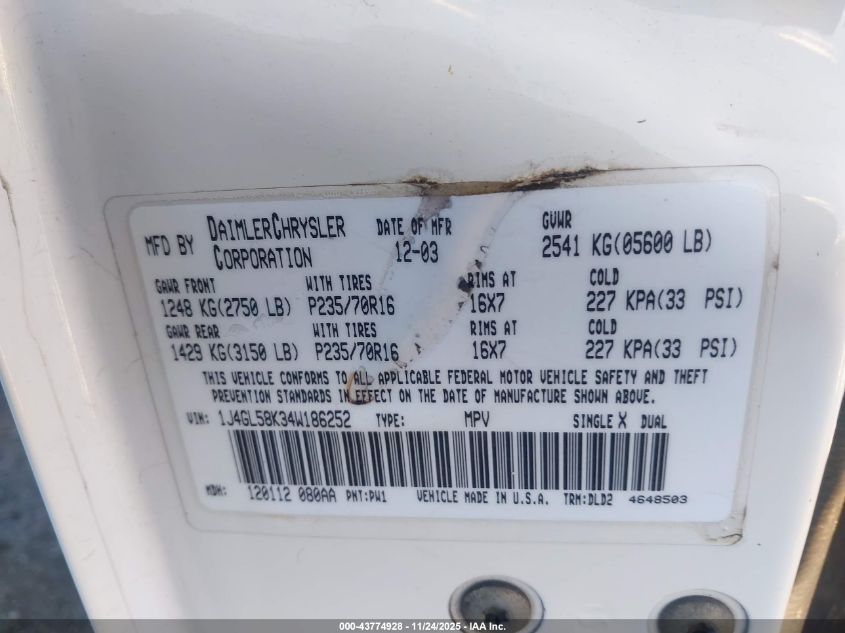 MFD BY DAIMLERCHRYSLER CORPORATION DATE OF MFR 12-03 GVWR 2541 KG(05600 LB)
GAWR FRONT WITH TIRES RIMS AT COLD
1248 KG(2750 LB) P235/70R16 16X7 227 KPA(33 PSI)
GAWR REAR WITH TIRES RIMS AT COLD
1429 KG(3150 LB) P235/70R16 16X7 227 KPA(33 PSI)
THIS VEHICLE CONFORMS TO ALL APPLICABLE FEDERAL MOTOR VEHICLE SAFETY AND THEFT
PREVENTION STANDARDS IN EFFECT ON THE DATE OF MANUFACTURE SHOWN ABOVE.
VIN: 1J4GL58K34W186252 TYPE: MPV SINGLE X DUAL
MDH: 120112 080AA PNT:PW1 VEHICLE MADE IN U.S.A. TRM:DLD2 4648503
000-43774928 - 11/24/2025 - IAA Inc.